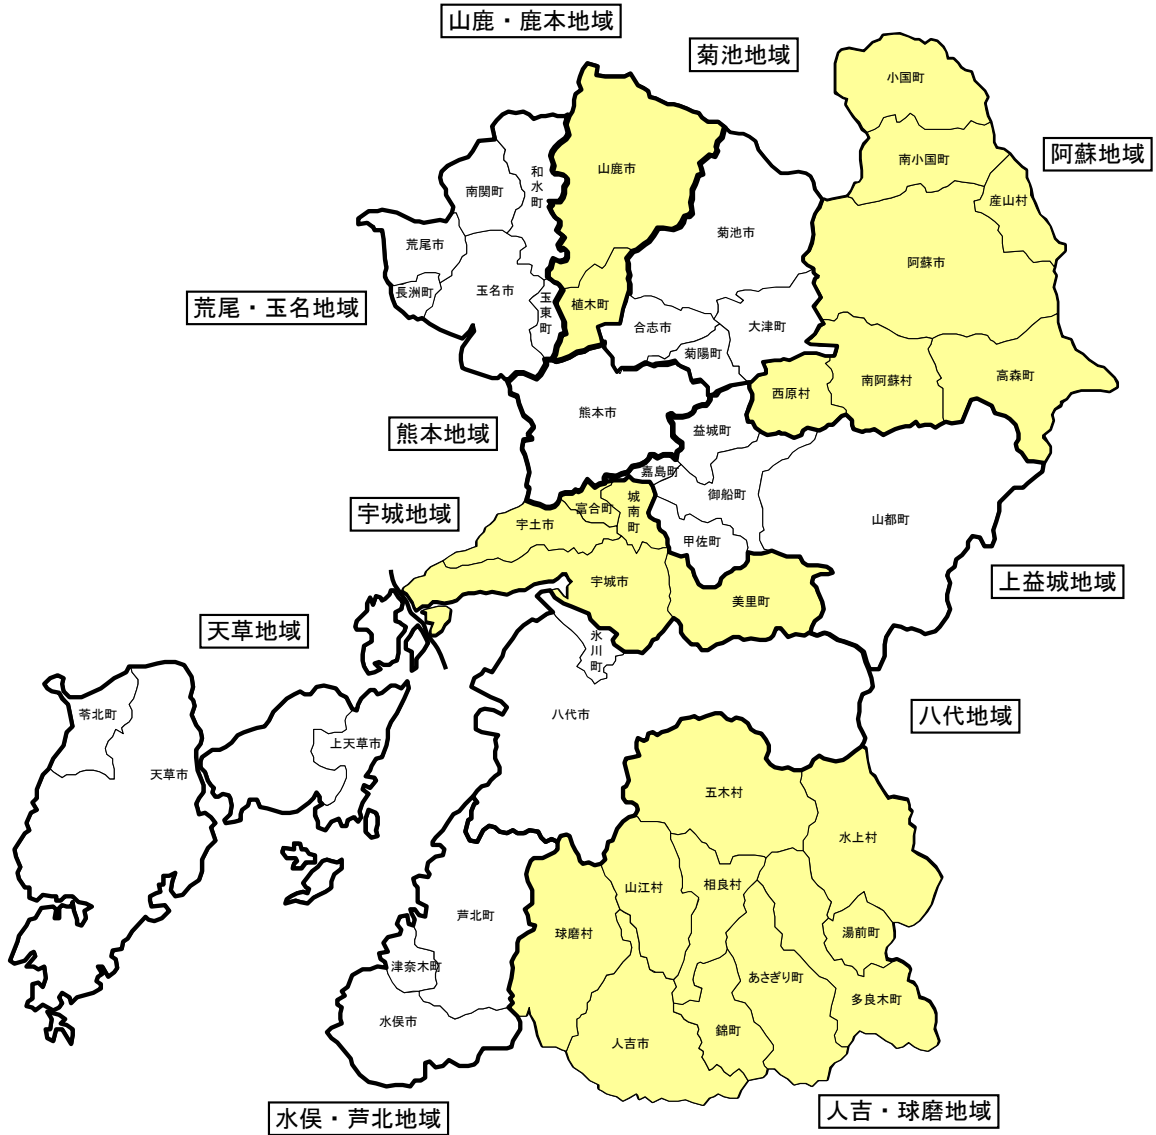 山鹿・鹿本地域
菊池地域
小国町
南小国町
阿蘇地域
山鹿市
和水町
南関町
産山村
菊池市
荒尾市
阿蘇市
長洲町
玉名市
玉東町
植木町
荒尾・玉名地域
合志市
大津町
菊陽町
南阿蘇村
高森町
西原村
熊本市
熊本地域
益城町
嘉島町
御船町
城南町
富合町
宇城地域
宇土市
山都町
甲佐町
宇城市
上益城地域
美里町
天草地域
氷川町
苓北町
八代市
八代地域
上天草市
天草市
五木村
水上村
山江村
相良村
芦北町
球磨村
湯前町
津奈木町
あさぎり町
多良木町
水俣市
錦町
人吉市
人吉・球磨地域
水俣・芦北地域